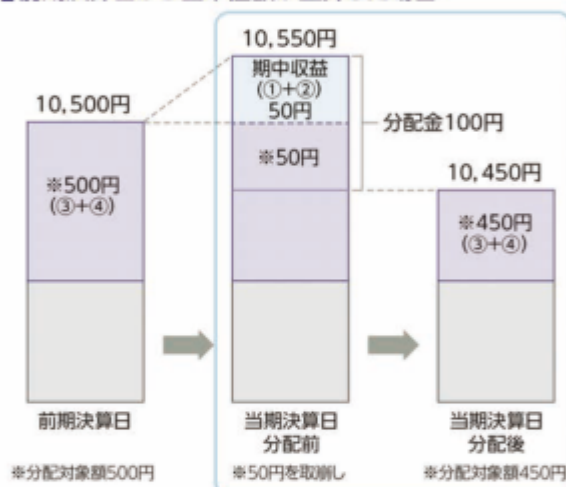 10,550円
期中収益
(①+②)
50円
10,500円
分配金100円
※50円
※500円
(③+④)
10,450円
※450円
(③+④)
前期決算日
当期決算日
分配前
当期決算日
分配後
※分配対象額500円
※50円を取崩し
※分配対象額450円